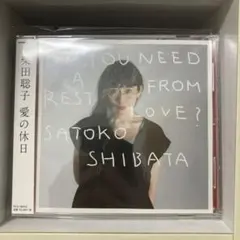 柴田聡子 愛の休日
DO YOU NEED
A
REST FROM
LOVE?
SATOKO
SHIBATA